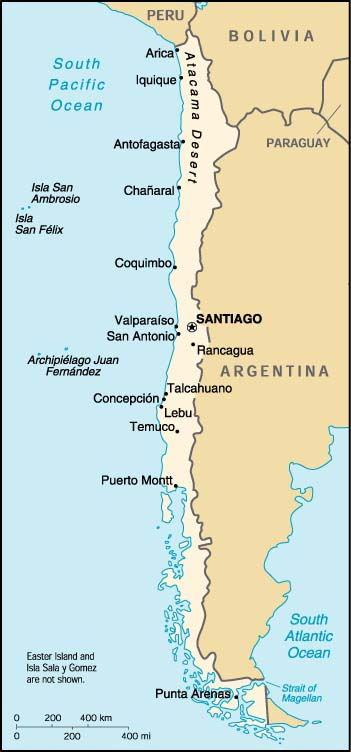 PERU
BOLIVIA
Arica
South
Pacific
Ocean
Iquique
Atacama Desert
PARAGUAY
Antofagasta
Isla San
Ambrosio
Chañaral
Isla
San Félix
Coquimbo
Valparaíso
SANTIAGO
San Antonio
Rancagua
Archipiélago Juan
Fernández
ARGENTINA
Talcahuano
Concepción
Lebu
Temuco
Puerto Montt
South
Atlantic
Ocean
Easter Island and
Isla Sala y Gomez
are not shown.
Strait of
Magellan
Punta Arenas
0 200 400 km
0 200 400 mi